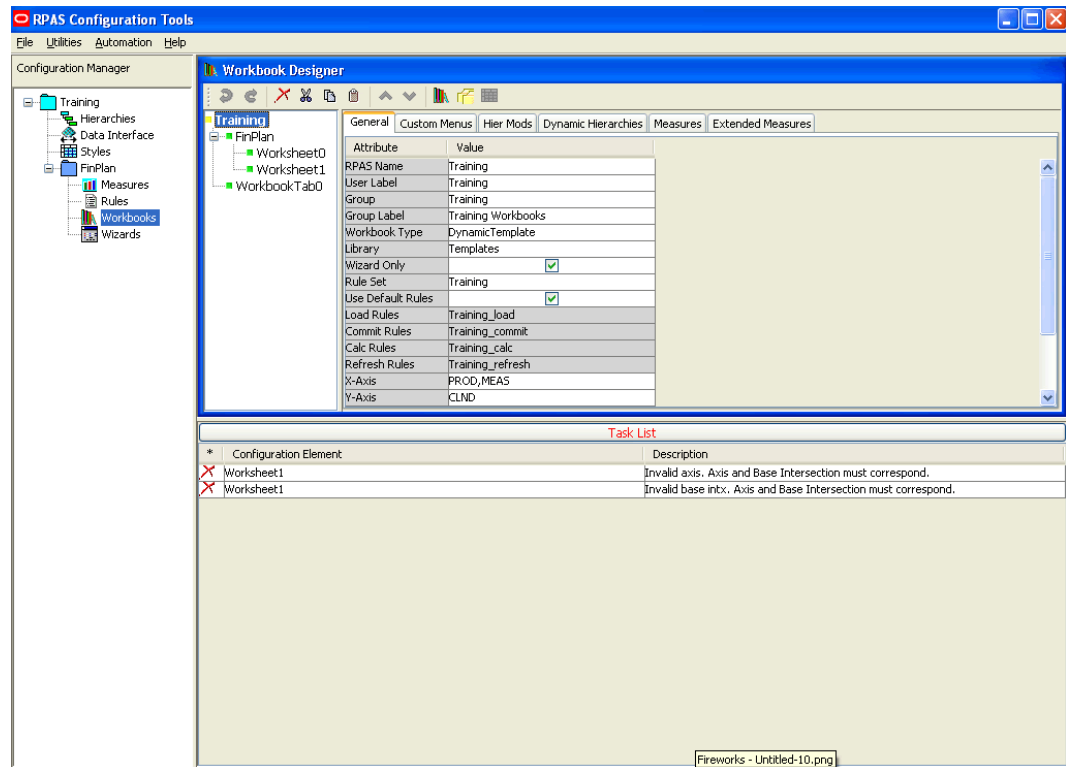 RPAS Configuration Tools
File Utilities Automation Help
Configuration Manager
Training
Hierarchies
Data Interface
Styles
FinPlan
Measures
Rules
Workbooks
Wizards
Workbook Designer
Training
FinPlan
Worksheet0
Worksheet1
WorkbookTab0
General Custom Menus Hier Mods Dynamic Hierarchies Measures Extended Measures
Attribute Value
RPAS Name Training
User Label Training
Group Training
Group Label Training Workbooks
Workbook Type DynamicTemplate
Library Templates
Wizard Only
Rule Set Training
Use Default Rules
Load Rules Training_load
Commit Rules Training_commit
Calc Rules Training_calc
Refresh Rules Training_refresh
X-Axis PROD,MEAS
Y-Axis CLND
Task List
* Configuration Element Description
Worksheet1 Invalid axis. Axis and Base Intersection must correspond.
Worksheet1 Invalid base intx. Axis and Base Intersection must correspond.
Fireworks - Untitled-10.png